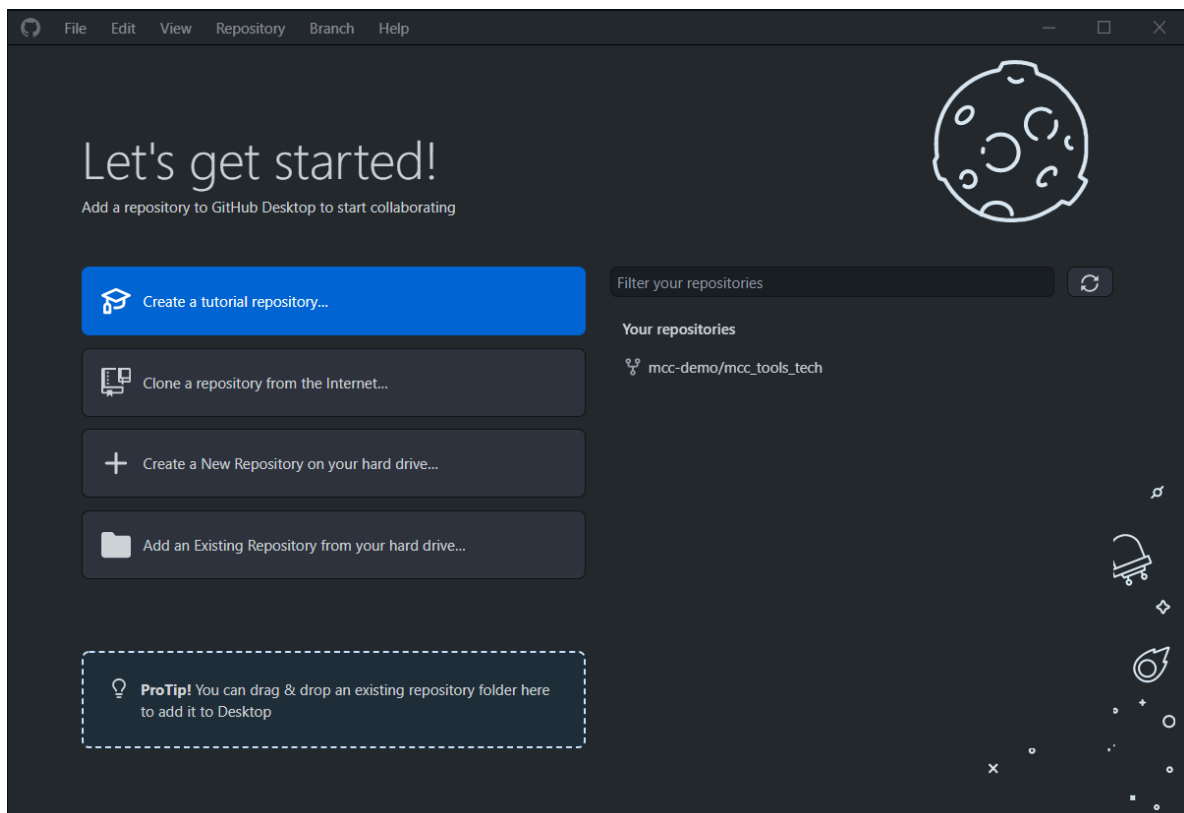 File Edit View Repository Branch Help
Let's get started!
Add a repository to GitHub Desktop to start collaborating
Create a tutorial repository...
Clone a repository from the Internet...
Create a New Repository on your hard drive...
Add an Existing Repository from your hard drive...
ProTip! You can drag & drop an existing repository folder here
to add it to Desktop
Filter your repositories
Your repositories
mcc-demo/mcc_tools_tech